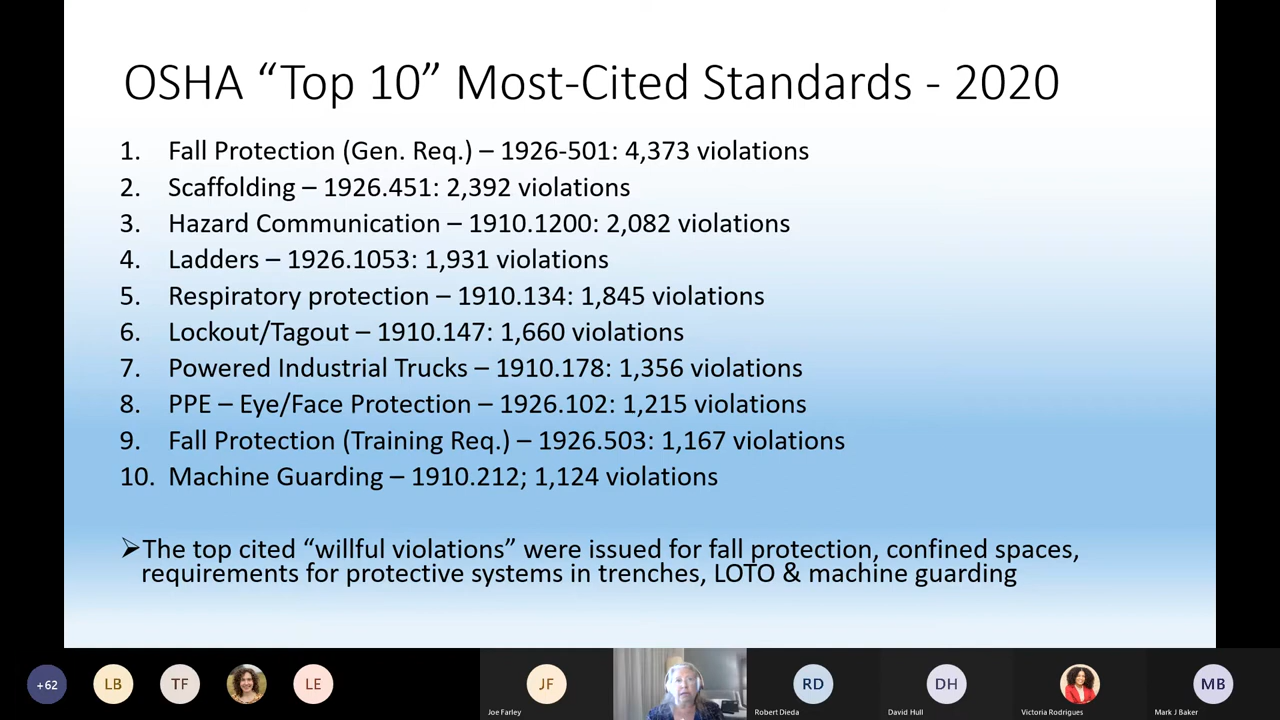 OSHA “Top 10” Most-Cited Standards - 2020
1. Fall Protection (Gen. Req.) – 1926-501: 4,373 violations
2. Scaffolding – 1926.451: 2,392 violations
3. Hazard Communication – 1910.1200: 2,082 violations
4. Ladders – 1926.1053: 1,931 violations
5. Respiratory protection – 1910.134: 1,845 violations
6. Lockout/Tagout – 1910.147: 1,660 violations
7. Powered Industrial Trucks – 1910.178: 1,356 violations
8. PPE – Eye/Face Protection – 1926.102: 1,215 violations
9. Fall Protection (Training Req.) – 1926.503: 1,167 violations
10. Machine Guarding – 1910.212; 1,124 violations
➢The top cited “willful violations” were issued for fall protection, confined spaces,
requirements for protective systems in trenches, LOTO & machine guarding
+62
LB
TF
LE
JF
Joe Farley
RD
Robert Dieda
DH
David Hull
Victoria Rodrigues
MB
Mark J Baker